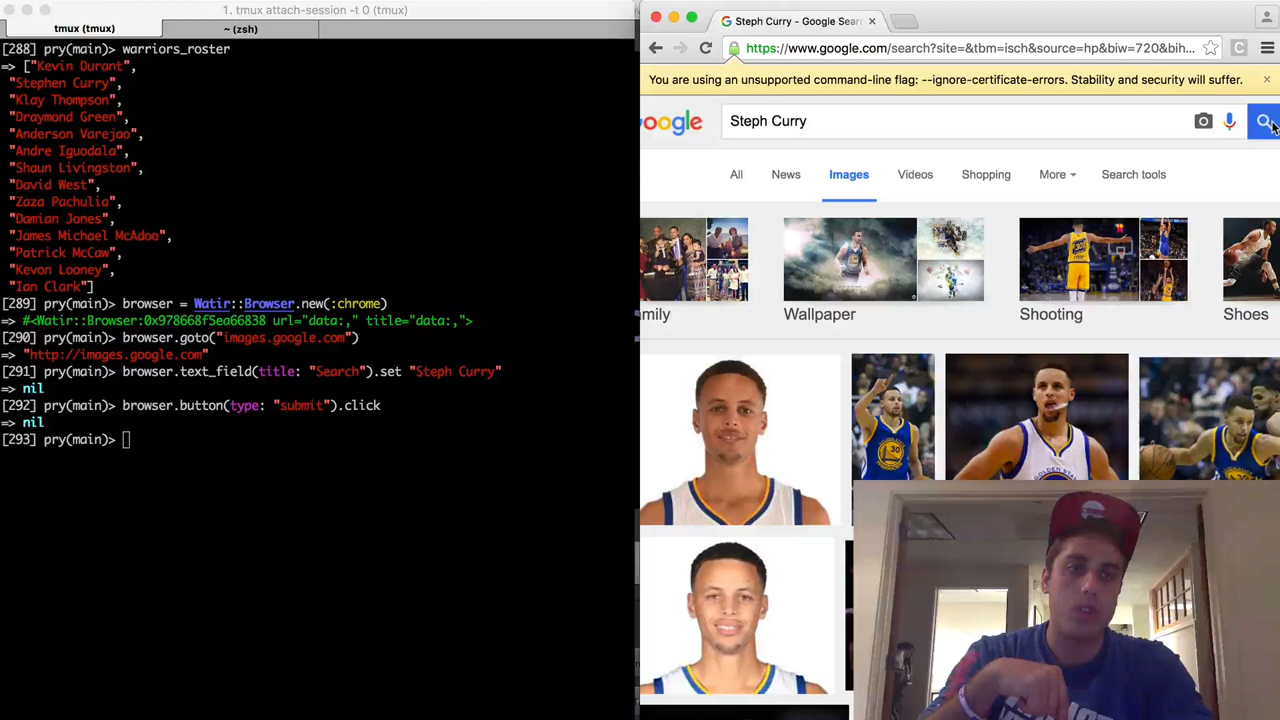 1. tmux attach-session -t 0 (tmux)
tmux (tmux)
~ (zsh)
[288] pry(main)> warriors_roster
=> ["Kevin Durant",
"Stephen Curry",
"Klay Thompson",
"Draymond Green",
"Anderson Varejao",
"Andre Iguodala",
"Shaun Livingston",
"David West",
"Zaza Pachulia",
"Damian Jones",
"James Michael McAdoo",
"Patrick McCaw",
"Kevon Looney",
"Ian Clark"]
[289] pry(main)> browser = Watir::Browser.new(:chrome)
=> #<Watir::Browser:0x978668f5ea66838 url="data:," title="data:,">
[290] pry(main)> browser.goto("images.google.com")
=> "http://images.google.com"
[291] pry(main)> browser.text_field(title: "Search").set "Steph Curry"
=> nil
[292] pry(main)> browser.button(type: "submit").click
=> nil
[293] pry(main)>
Steph Curry - Google Sear
https://www.google.com/search?site=&tbm=isch&source=hp&biw=720&bih...
You are using an unsupported command-line flag: --ignore-certificate-errors. Stability and security will suffer.
oogle
Steph Curry
All News Images Videos Shopping More Search tools
mily
Wallpaper
Shooting
Shoes
30